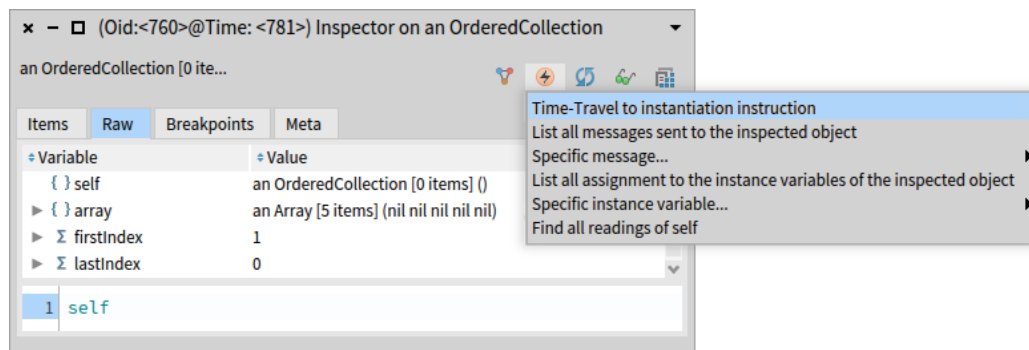 (Oid:<760>@Time: <781>) Inspector on an OrderedCollection
an OrderedCollection [0 ite...
Time-Travel to instantiation instruction
List all messages sent to the inspected object
Specific message...
List all assignment to the instance variables of the inspected object
Specific instance variable...
Find all readings of self
Items Raw Breakpoints Meta
Variable Value
{ } self an OrderedCollection [0 items] ()
{ } array an Array [5 items] (nil nil nil nil nil)
Σ firstIndex 1
Σ lastIndex 0
1 self